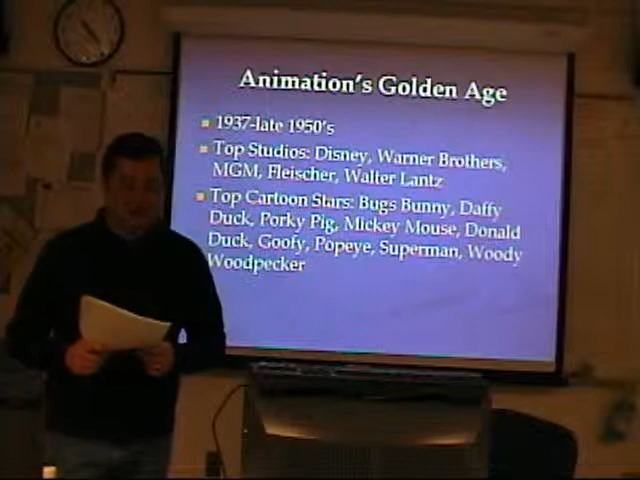 Animation's Golden Age
1937-late 1950's
Top Studios: Disney, Warner Brothers,
MGM, Fleischer, Walter Lantz
Top Cartoon Stars: Bugs Bunny, Daffy
Duck, Porky Pig, Mickey Mouse, Donald
Duck, Goofy, Popeye, Superman, Woody
Woodpecker